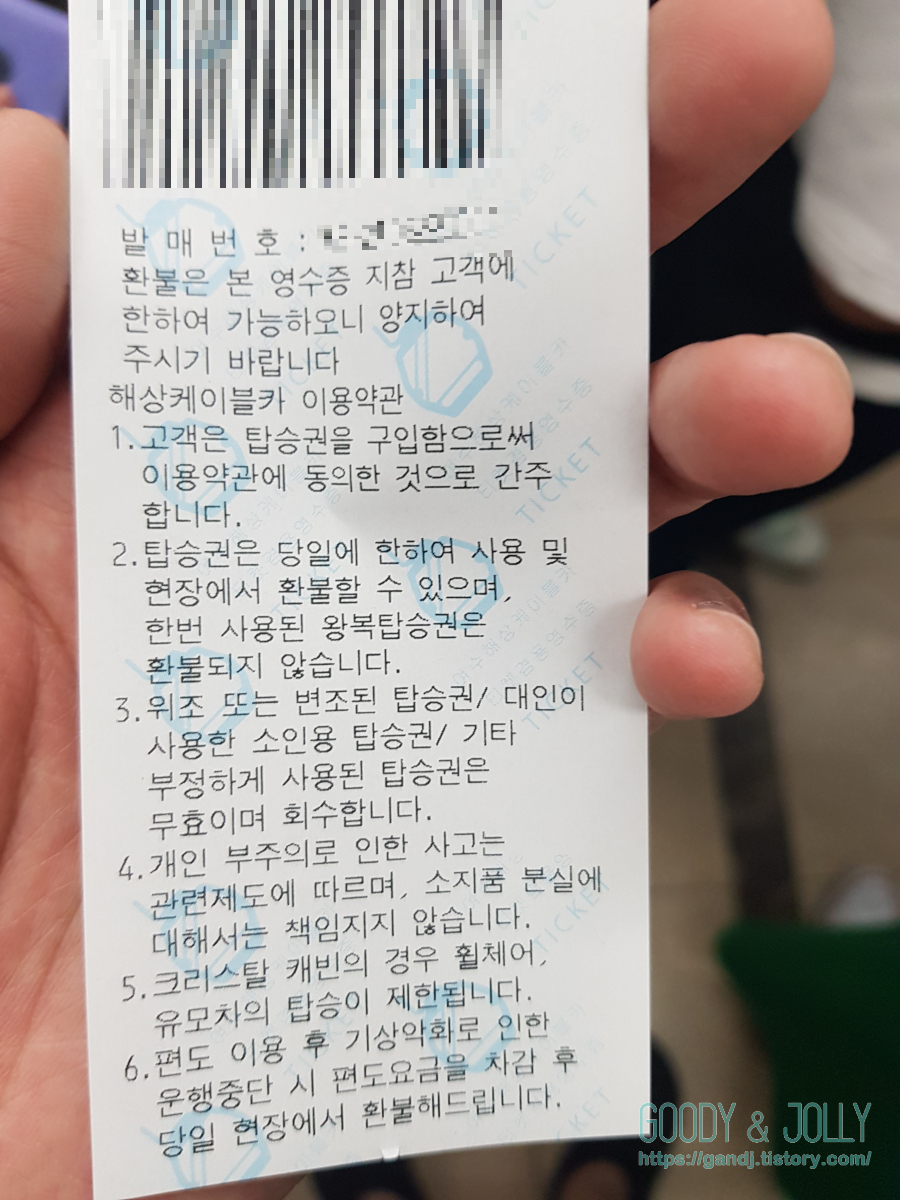 발 매 번 호 :
환불은 본 영수증 지참 고객에
한하여 가능하오니 양지하여
주시기 바랍니다
해상케이블카 이용약관
1.고객은 탑승권을 구입함으로써
이용약관에 동의한 것으로 간주
합니다.
2.탑승권은 당일에 한하여 사용 및
현장에서 환불할 수 있으며,
한번 사용된 왕복탑승권은
환불되지 않습니다.
3.위조 또는 변조된 탑승권/ 대인이
사용한 소인용 탑승권/ 기타
부정하게 사용된 탑승권은
무효이며 회수합니다.
4.개인 부주의로 인한 사고는
관련제도에 따르며, 소지품 분실에
대해서는 책임지지 않습니다.
5.크리스탈 캐빈의 경우 휠체어,
유모차의 탑승이 제한됩니다.
6.편도 이용 후 기상악화로 인한
운행중단 시 편도요금을 차감 후
당일 현장에서 환불해드립니다.
TICKET
TICKET
TICKET
TICKET
TICKET
GOODY & JOLLY
https://gandj.tistory.com/